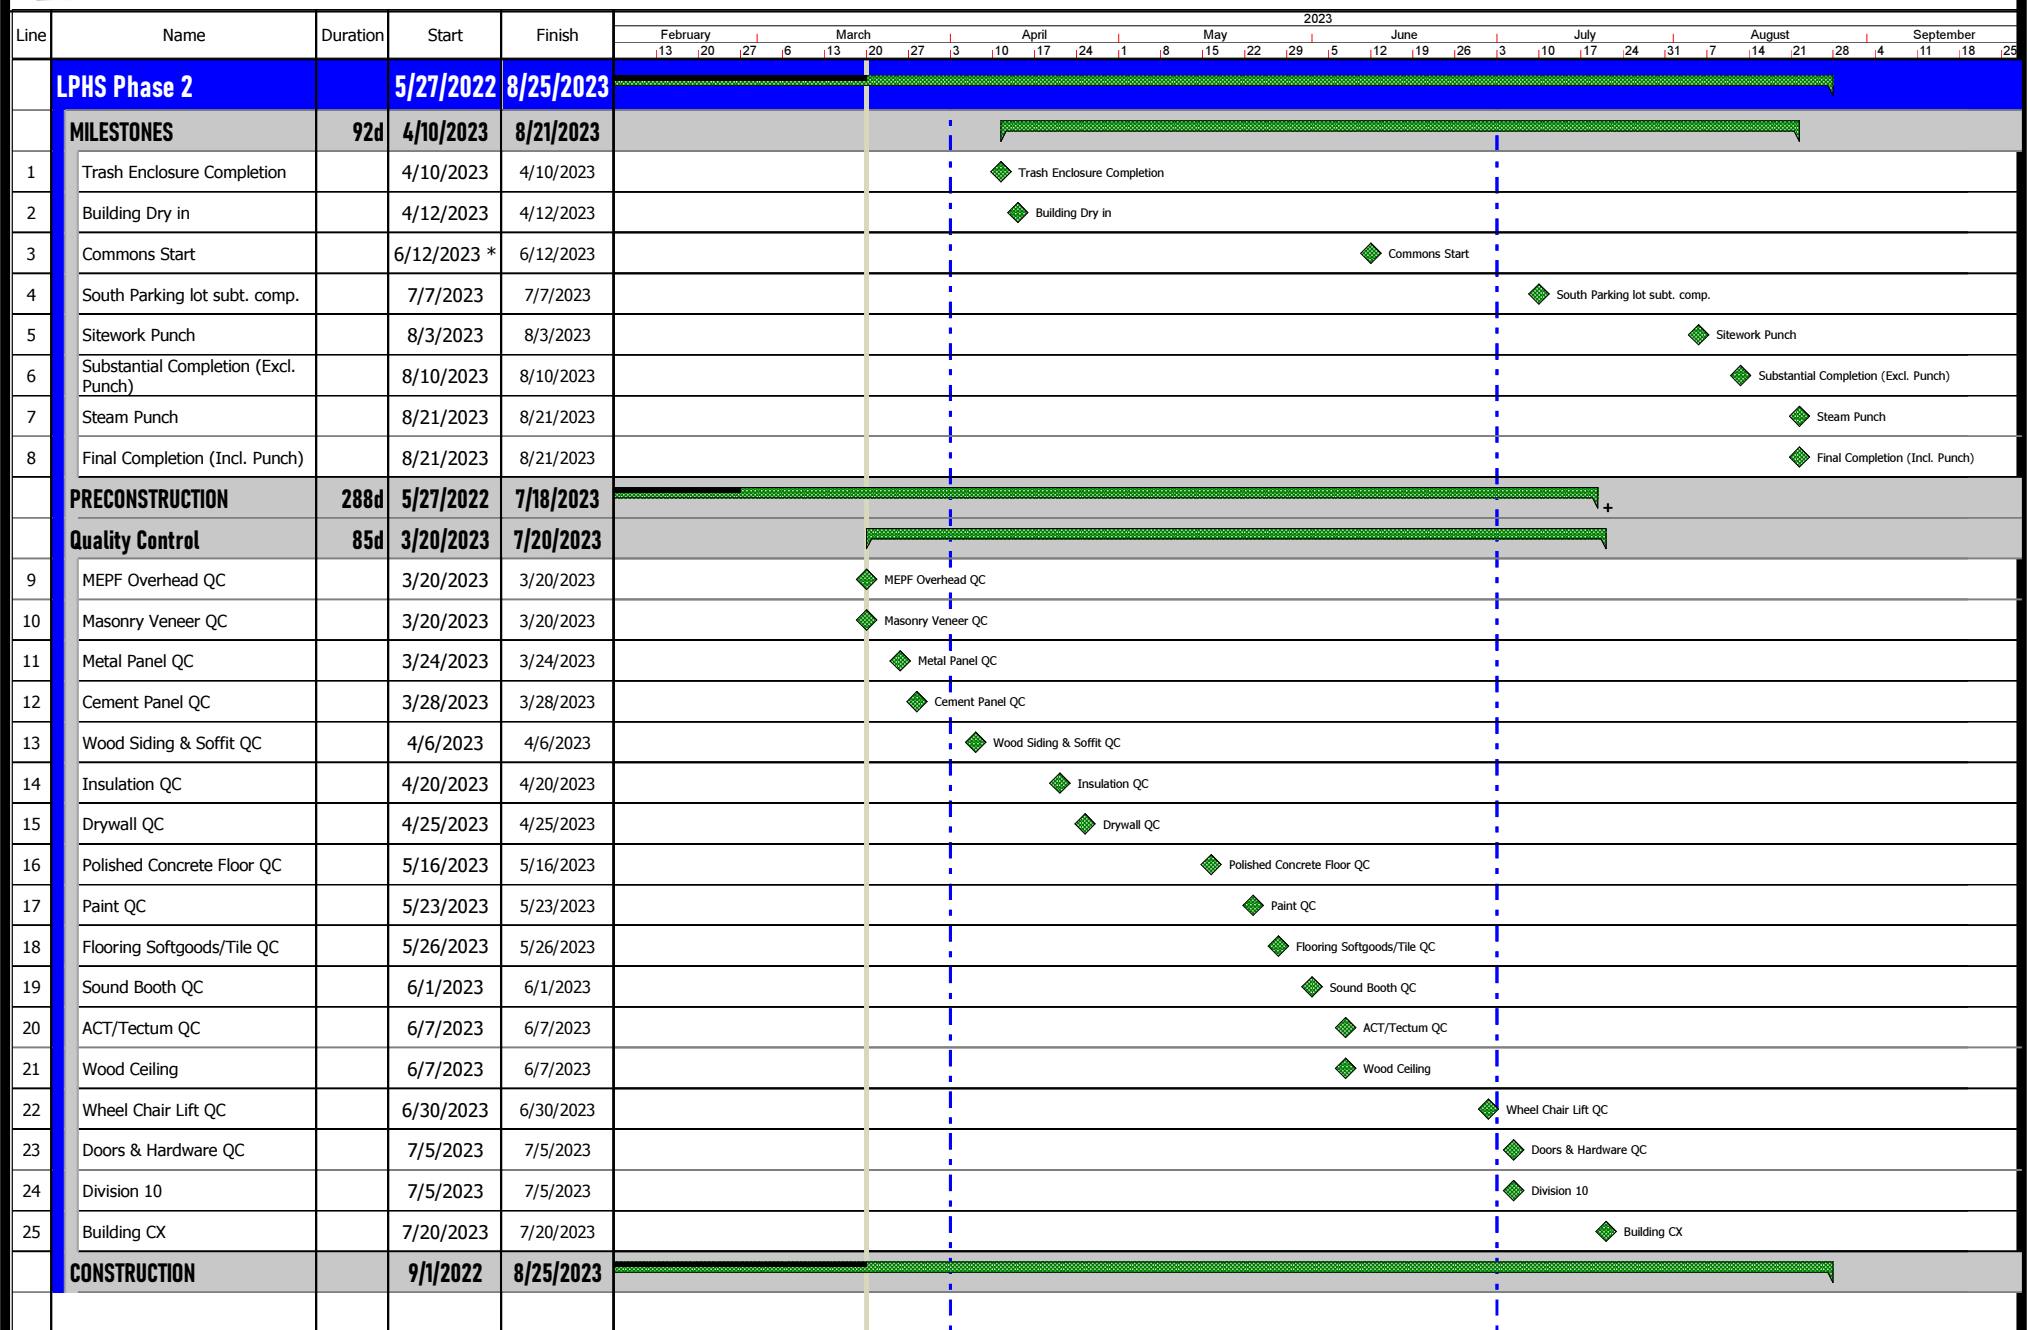 2023
Line Name Duration Start Finish February March April May June July August September
13 20 27 6 13 20 27 3 10 17 24 1 8 15 22 29 5 12 19 26 3 10 17 24 31 7 14 21 28 4 11 18 25
LPHS Phase 2 5/27/2022 8/25/2023
MILESTONES 92d 4/10/2023 8/21/2023
1 Trash Enclosure Completion 4/10/2023 4/10/2023 Trash Enclosure Completion
2 Building Dry in 4/12/2023 4/12/2023 Building Dry in
3 Commons Start 6/12/2023 * 6/12/2023 Commons Start
4 South Parking lot subt. comp. 7/7/2023 7/7/2023 South Parking lot subt. comp.
5 Sitework Punch 8/3/2023 8/3/2023 Sitework Punch
6 Substantial Completion (Excl. Punch) 8/10/2023 8/10/2023 Substantial Completion (Excl. Punch)
7 Steam Punch 8/21/2023 8/21/2023 Steam Punch
8 Final Completion (Incl. Punch) 8/21/2023 8/21/2023 Final Completion (Incl. Punch)
PRECONSTRUCTION 288d 5/27/2022 7/18/2023 +
Quality Control 85d 3/20/2023 7/20/2023
9 MEPF Overhead QC 3/20/2023 3/20/2023 MEPF Overhead QC
10 Masonry Veneer QC 3/20/2023 3/20/2023 Masonry Veneer QC
11 Metal Panel QC 3/24/2023 3/24/2023 Metal Panel QC
12 Cement Panel QC 3/28/2023 3/28/2023 Cement Panel QC
13 Wood Siding & Soffit QC 4/6/2023 4/6/2023 Wood Siding & Soffit QC
14 Insulation QC 4/20/2023 4/20/2023 Insulation QC
15 Drywall QC 4/25/2023 4/25/2023 Drywall QC
16 Polished Concrete Floor QC 5/16/2023 5/16/2023 Polished Concrete Floor QC
17 Paint QC 5/23/2023 5/23/2023 Paint QC
18 Flooring Softgoods/Tile QC 5/26/2023 5/26/2023 Flooring Softgoods/Tile QC
19 Sound Booth QC 6/1/2023 6/1/2023 Sound Booth QC
20 ACT/Tectum QC 6/7/2023 6/7/2023 ACT/Tectum QC
21 Wood Ceiling 6/7/2023 6/7/2023 Wood Ceiling
22 Wheel Chair Lift QC 6/30/2023 6/30/2023 Wheel Chair Lift QC
23 Doors & Hardware QC 7/5/2023 7/5/2023 Doors & Hardware QC
24 Division 10 7/5/2023 7/5/2023 Division 10
25 Building CX 7/20/2023 7/20/2023 Building CX
CONSTRUCTION 9/1/2022 8/25/2023